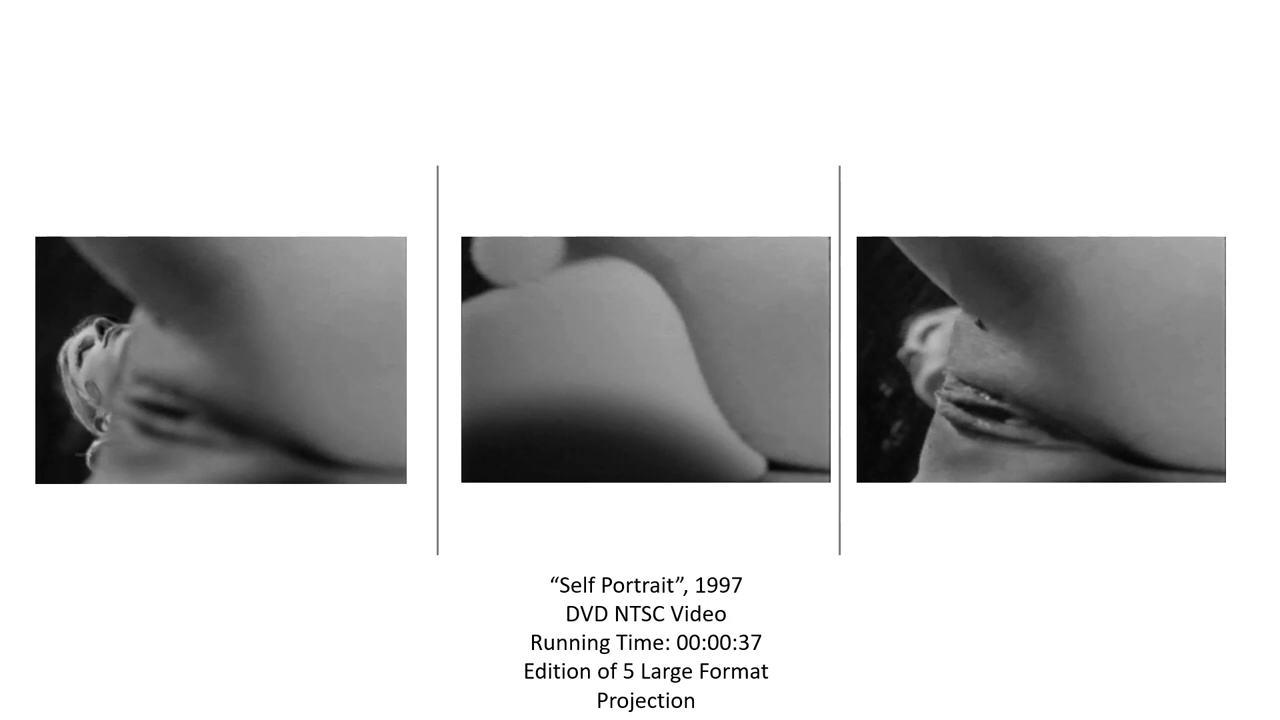 “Self Portrait”, 1997
DVD NTSC Video
Running Time: 00:00:37
Edition of 5 Large Format
Projection